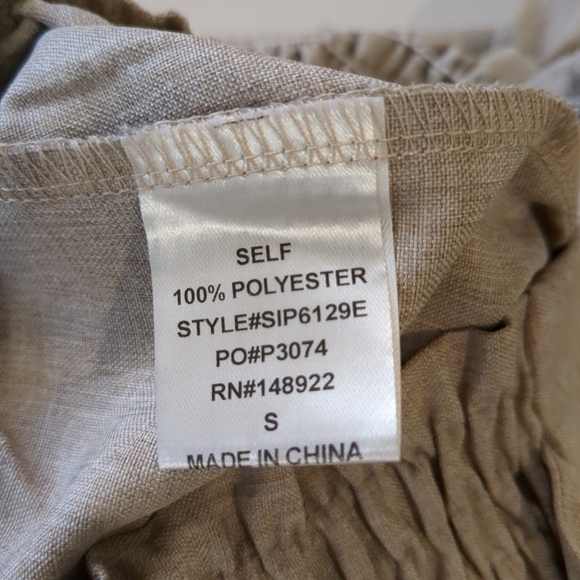 SELF
100% POLYESTER
STYLE#SIP6129E
PO#P3074
RN#148922
S
MADE IN CHINA